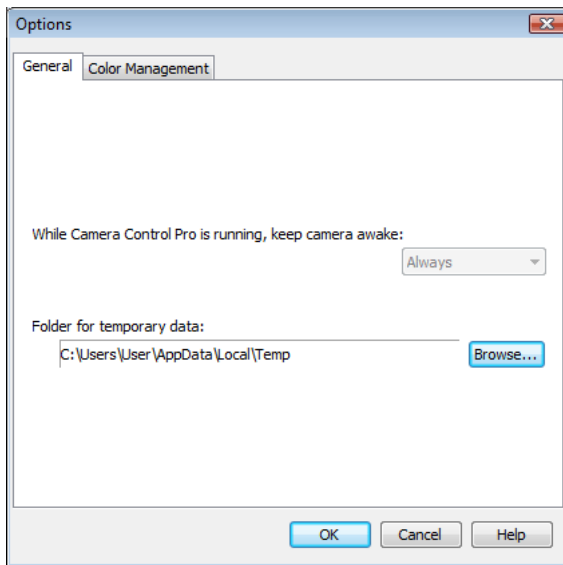 Options
General
Color Management
While Camera Control Pro is running, keep camera awake:
Always
Folder for temporary data:
C:\Users\User\AppData\Local\Temp
Browse...
OK
Cancel
Help